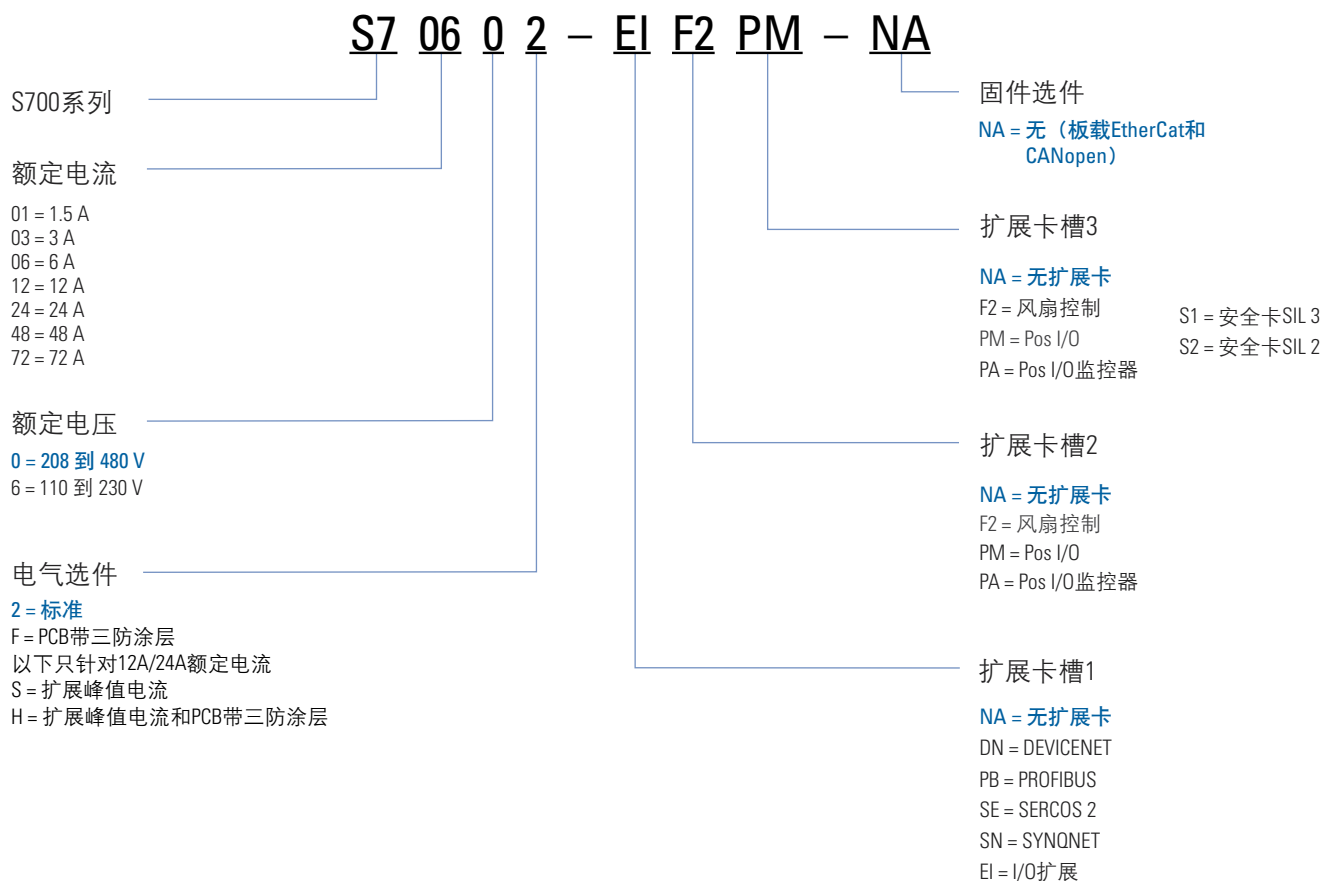 S7 06 0 2 – EI F2 PM – NA
S700系列
额定电流
01 = 1.5 A
03 = 3 A
06 = 6 A
12 = 12 A
24 = 24 A
48 = 48 A
72 = 72 A
额定电压
0 = 208 到 480 V
6 = 110 到 230 V
电气选件
2 = 标准
F = PCB带三防涂层
以下只针对12A/24A额定电流
S = 扩展峰值电流
H = 扩展峰值电流和PCB带三防涂层
固件选件
NA = 无（板载EtherCat和
CANopen）
扩展卡槽3
NA = 无扩展卡
F2 = 风扇控制
PM = Pos I/O
PA = Pos I/O监控器
S1 = 安全卡SIL 3
S2 = 安全卡SIL 2
扩展卡槽2
NA = 无扩展卡
F2 = 风扇控制
PM = Pos I/O
PA = Pos I/O监控器
扩展卡槽1
NA = 无扩展卡
DN = DEVICENET
PB = PROFIBUS
SE = SERCOS 2
SN = SYNQNET
EI = I/O扩展